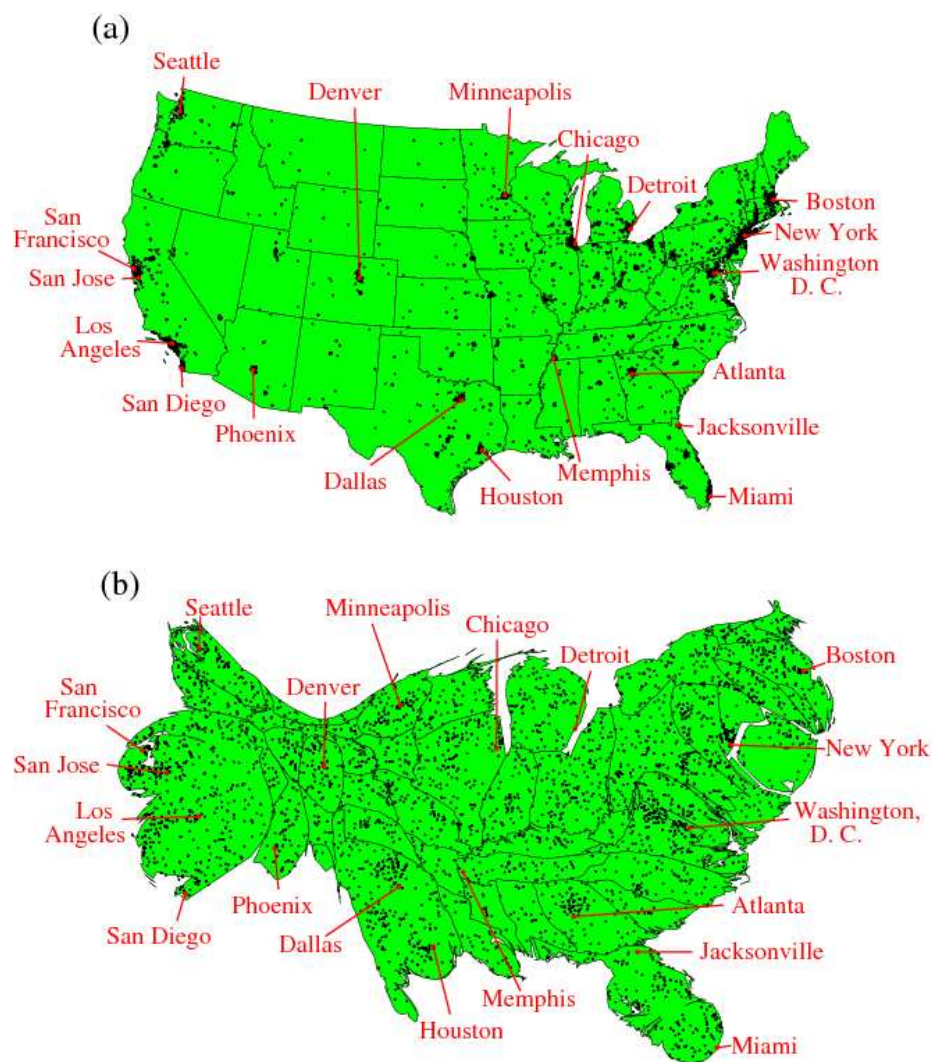 (a)
Seattle
Denver
Minneapolis
Chicago
Detroit
Boston
San
Francisco
New York
San Jose
Washington
D. C.
Los
Angeles
Atlanta
San Diego
Phoenix
Jacksonville
Dallas
Memphis
Houston
Miami
(b)
Seattle
Minneapolis
Chicago
Detroit
Denver
Boston
San
Francisco
New York
San Jose
Los
Angeles
Washington,
D. C.
Phoenix
Atlanta
San Diego
Dallas
Jacksonville
Memphis
Houston
Miami